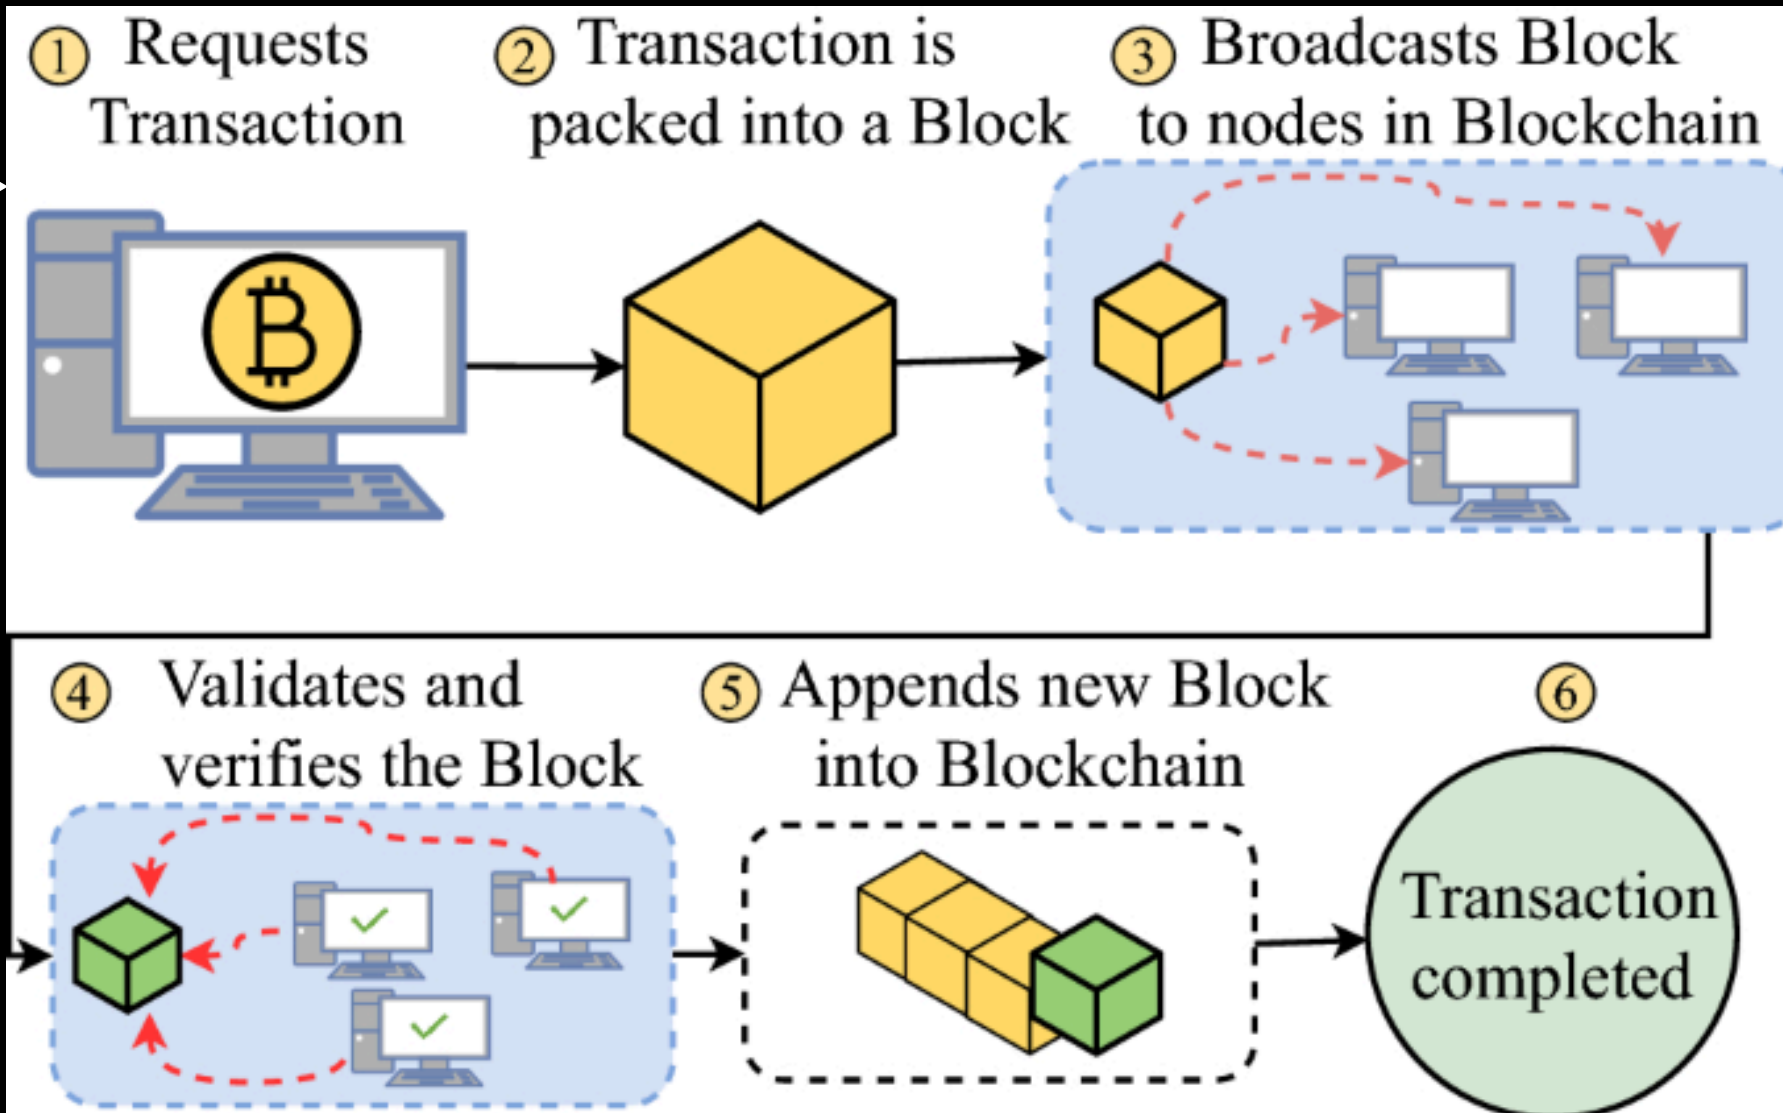 1 Requests
Transaction
2 Transaction is
packed into a Block
3 Broadcasts Block
to nodes in Blockchain
4 Validates and
verifies the Block
5 Appends new Block
into Blockchain
6
Transaction
completed